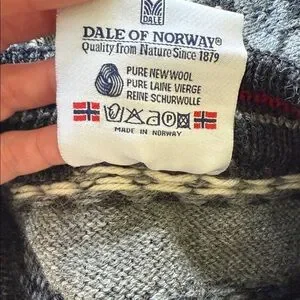 DALE
DALE OF NORWAY®
Quality from Nature Since 1879
PURE NEW WOOL
PURE LAINE VIERGE
REINE SCHURWOLLE
P
MADE IN NORWAY